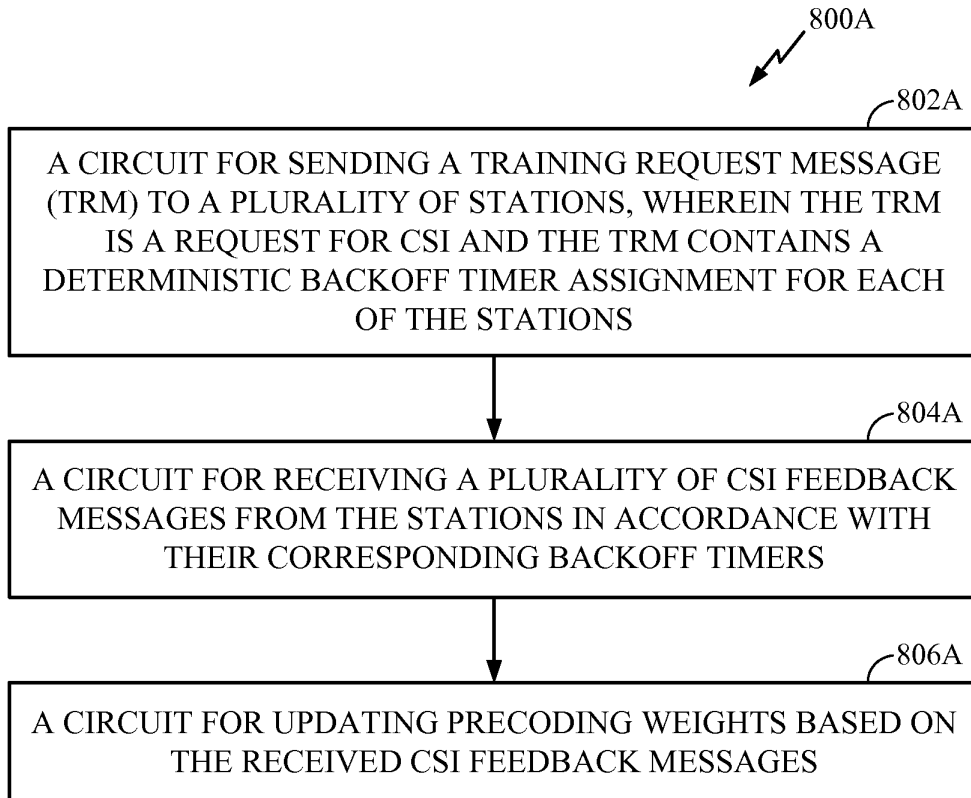 800A
802A
A CIRCUIT FOR SENDING A TRAINING REQUEST MESSAGE
(TRM) TO A PLURALITY OF STATIONS, WHEREIN THE TRM
IS A REQUEST FOR CSI AND THE TRM CONTAINS A
DETERMINISTIC BACKOFF TIMER ASSIGNMENT FOR EACH
OF THE STATIONS
804A
A CIRCUIT FOR RECEIVING A PLURALITY OF CSI FEEDBACK
MESSAGES FROM THE STATIONS IN ACCORDANCE WITH
THEIR CORRESPONDING BACKOFF TIMERS
806A
A CIRCUIT FOR UPDATING PRECODING WEIGHTS BASED ON
THE RECEIVED CSI FEEDBACK MESSAGES